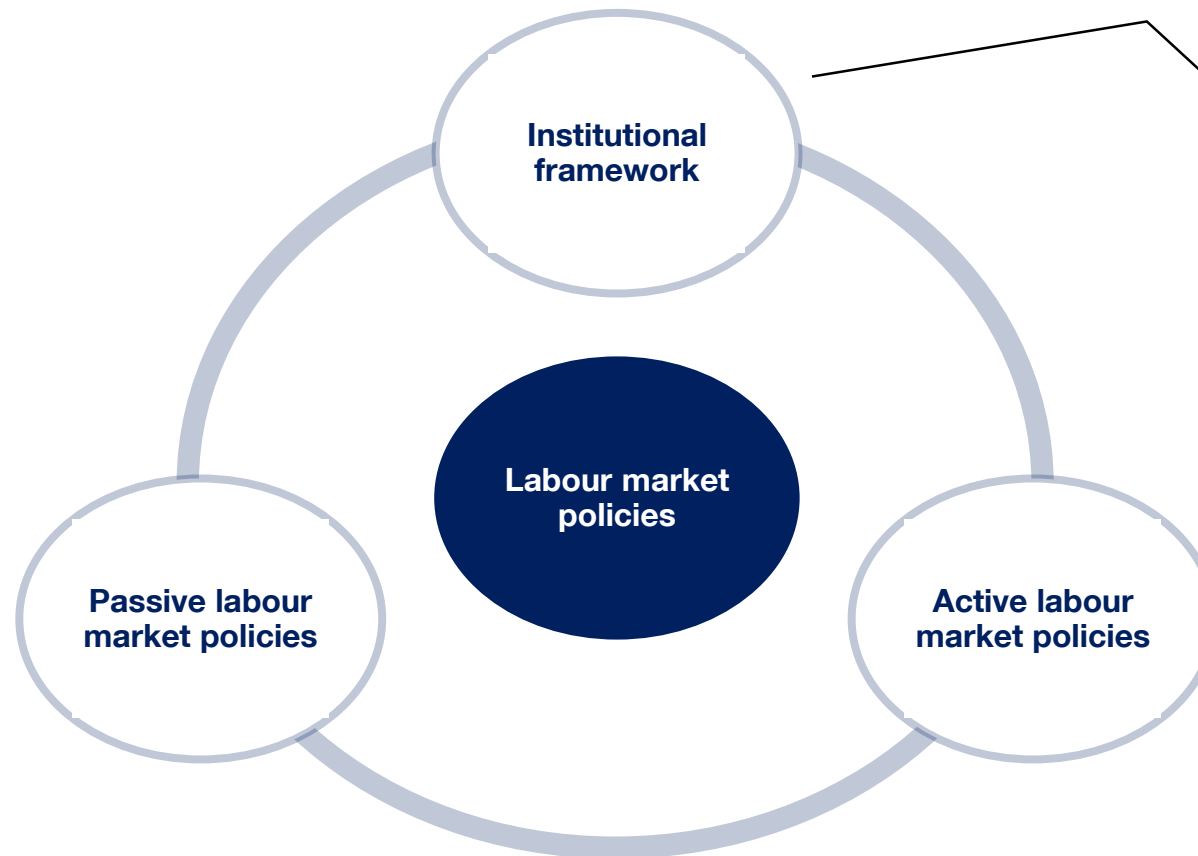 Institutional
framework
Labour market
policies
Passive labour
market policies
Active labour
market policies